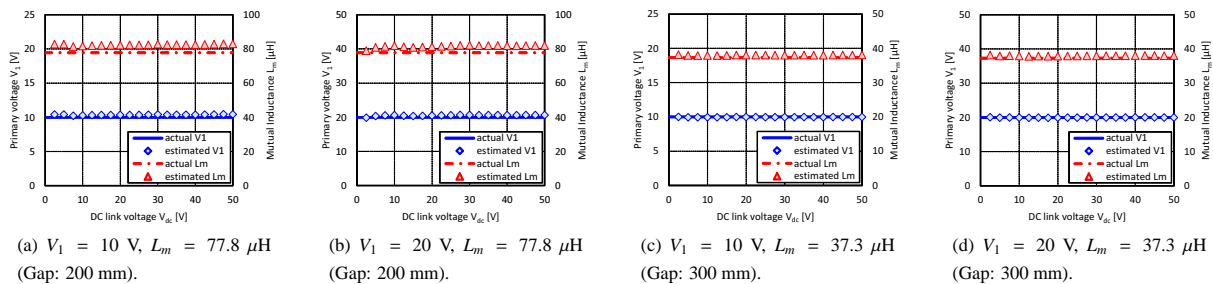 25
20
15
10
5
0
Primary voltage V1 [V]
100
80
60
40
20
0
Mutual Inductance Lm [μH]
actual V1
estimated V1
actual Lm
estimated Lm
0 10 20 30 40 50
DC link voltage Vdc [V]
(a) V1 = 10 V, Lm = 77.8 μH
(Gap: 200 mm).
50
40
30
20
10
0
Primary voltage V1 [V]
100
80
60
40
20
0
Mutual Inductance Lm [μH]
actual V1
estimated V1
actual Lm
estimated Lm
0 10 20 30 40 50
DC link voltage Vdc [V]
(b) V1 = 20 V, Lm = 77.8 μH
(Gap: 200 mm).
25
20
15
10
5
0
Primary voltage V1 [V]
50
40
30
20
10
0
Mutual Inductance Lm [μH]
actual V1
estimated V1
actual Lm
estimated Lm
0 10 20 30 40 50
DC link voltage Vdc [V]
(c) V1 = 10 V, Lm = 37.3 μH
(Gap: 300 mm).
50
40
30
20
10
0
Primary voltage V1 [V]
50
40
30
20
10
0
Mutual Inductance Lm [μH]
actual V1
estimated V1
actual Lm
estimated Lm
0 10 20 30 40 50
DC link voltage Vdc [V]
(d) V1 = 20 V, Lm = 37.3 μH
(Gap: 300 mm).